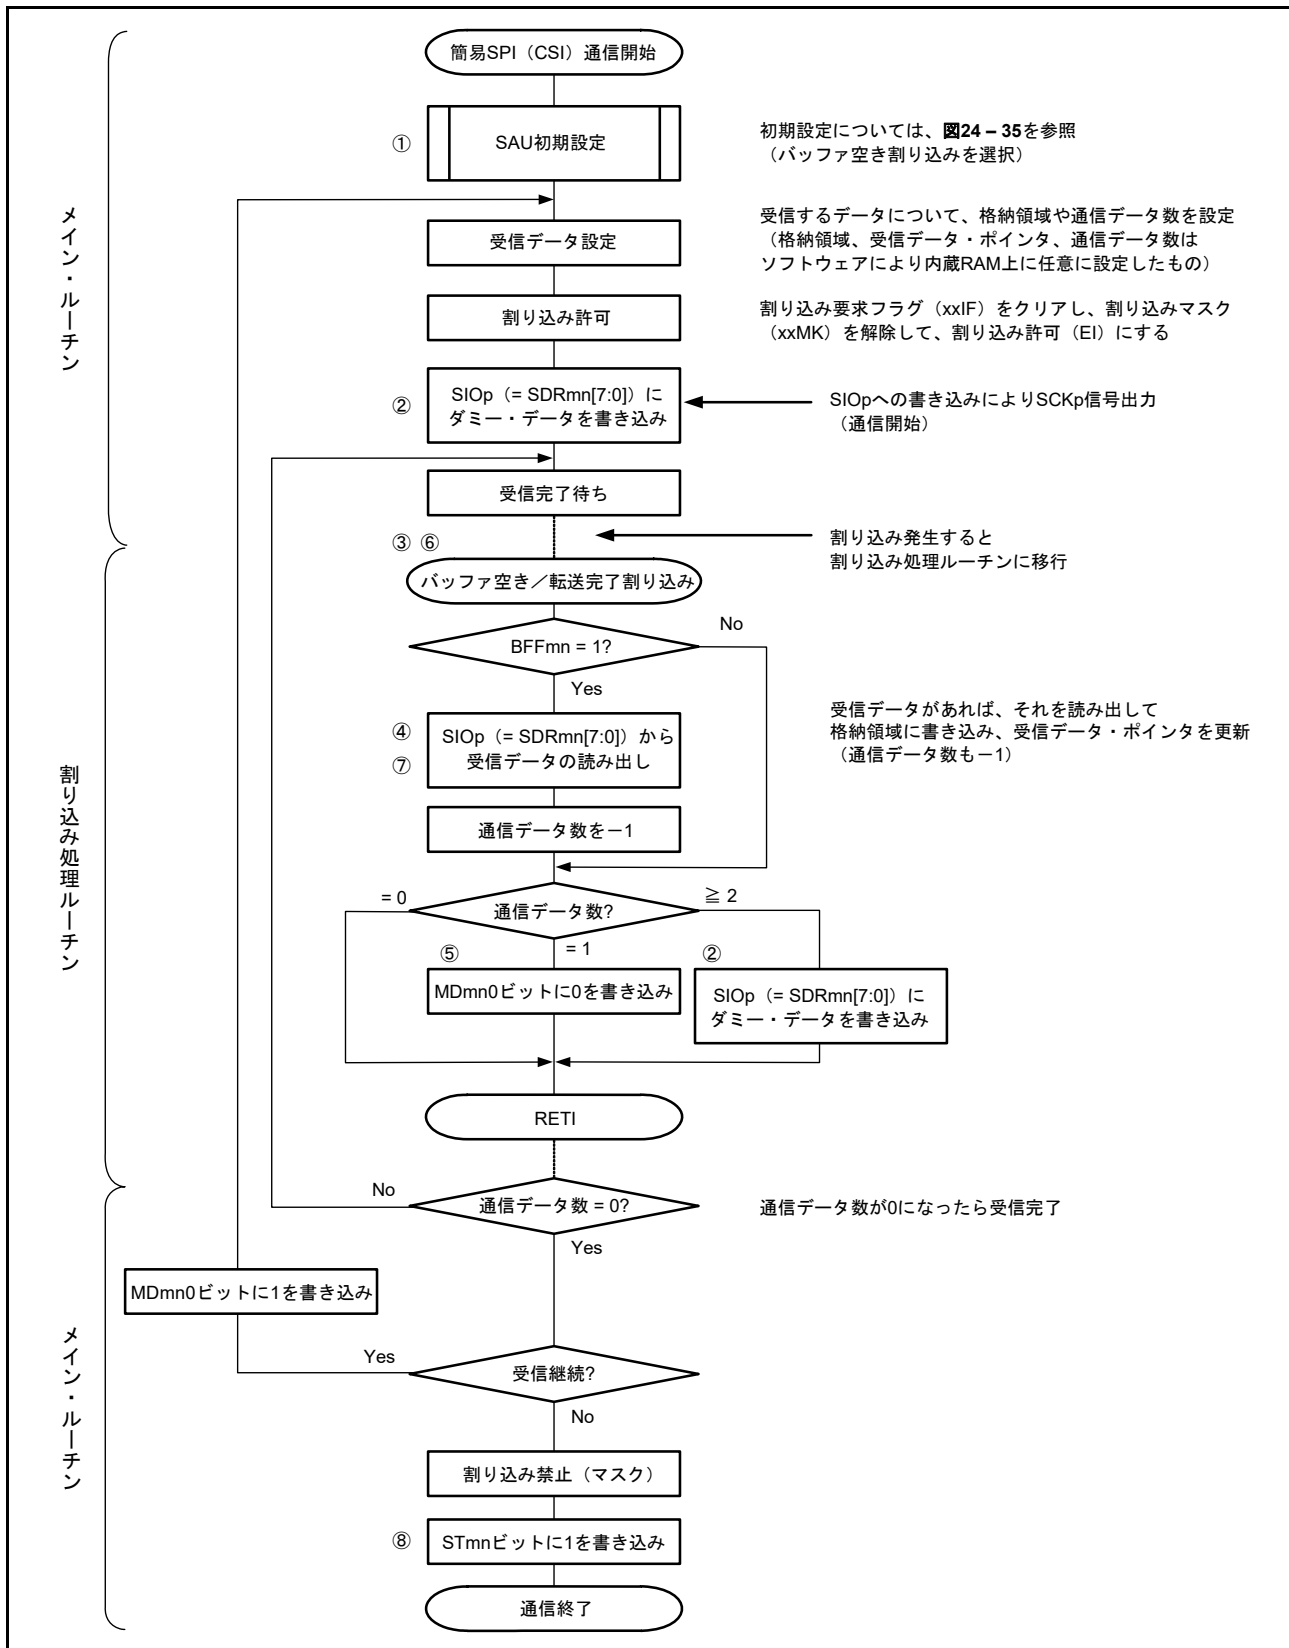 簡易SPI（CSI）通信開始
①
SAU初期設定
初期設定については、図24－35を参照
（バッファ空き割り込みを選択）
メイン・ルーチン
受信データ設定
受信するデータについて、格納領域や通信データ数を設定
（格納領域、受信データ・ポインタ、通信データ数は
ソフトウェアにより内蔵RAM上に任意に設定したもの）
割り込み許可
割り込み要求フラグ（xxIF）をクリアし、割り込みマスク
（xxMK）を解除して、割り込み許可（EI）にする
②
SIOp（= SDRmn[7:0]）に
ダミー・データを書き込み
SIOpへの書き込みによりSCKp信号出力
（通信開始）
受信完了待ち
③ ⑥
割り込み発生すると
割り込み処理ルーチンに移行
バッファ空き／転送完了割り込み
BFFmn = 1?
No
Yes
割り込み処理ルーチン
④
⑦
SIOp（= SDRmn[7:0]）から
受信データの読み出し
受信データがあれば、それを読み出して
格納領域に書き込み、受信データ・ポインタを更新
（通信データ数も－1）
通信データ数を－1
= 0
通信データ数?
≧ 2
= 1
⑤
MDmn0ビットに0を書き込み
②
SIOp（= SDRmn[7:0]）に
ダミー・データを書き込み
RETI
No
通信データ数 = 0?
通信データ数が0になったら受信完了
Yes
MDmn0ビットに1を書き込み
メイン・ルーチン
Yes
受信継続?
No
割り込み禁止（マスク）
⑧
STmnビットに1を書き込み
通信終了